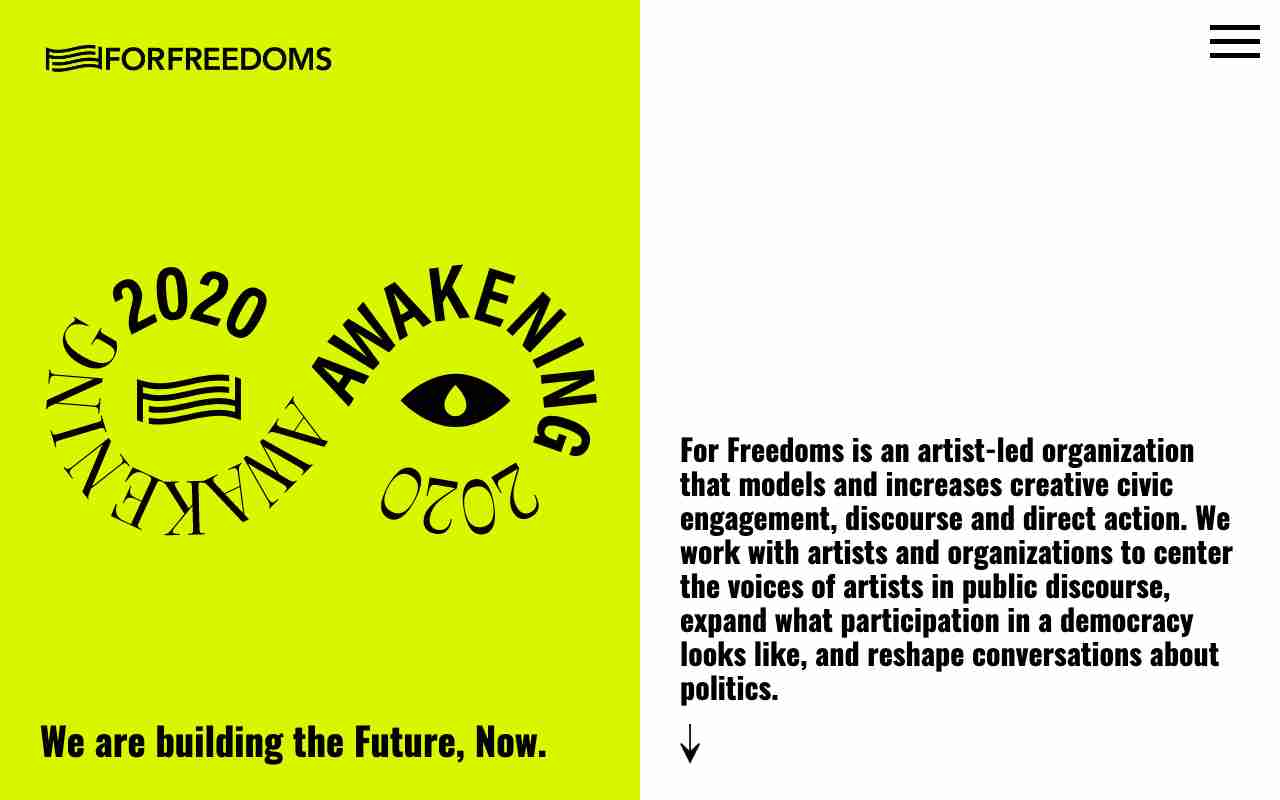 FORFREEDOMS
2020 AWAKENING
AWAKENING 2020
We are building the Future, Now.
For Freedoms is an artist-led organization
that models and increases creative civic
engagement, discourse and direct action. We
work with artists and organizations to center
the voices of artists in public discourse,
expand what participation in a democracy
looks like, and reshape conversations about
politics.